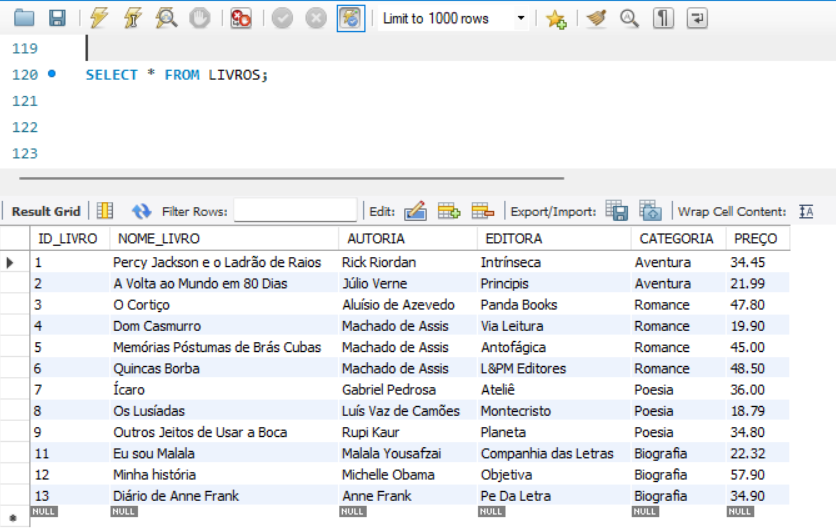 Limit to 1000 rows
119
120 SELECT * FROM LIVROS;
121
122
123
Result Grid Filter Rows: Edit: Export/Import: Wrap Cell Content: IA
ID_LIVRO NOME_LIVRO AUTORIA EDITORA CATEGORIA PREÇO
1 Percy Jackson e o Ladrão de Raios Rick Riordan Intrínseca Aventura 34.45
2 A Volta ao Mundo em 80 Dias Júlio Verne Principis Aventura 21.99
3 O Cortiço Aluísio de Azevedo Panda Books Romance 47.80
4 Dom Casmurro Machado de Assis Via Leitura Romance 19.90
5 Memórias Póstumas de Brás Cubas Machado de Assis Antofágica Romance 45.00
6 Quincas Borba Machado de Assis L&PM Editores Romance 48.50
7 Ícaro Gabriel Pedrosa Ateliê Poesia 36.00
8 Os Lusíadas Luís Vaz de Camões Montecristo Poesia 18.79
9 Outros Jeitos de Usar a Boca Rupi Kaur Planeta Poesia 34.80
11 Eu sou Malala Malala Yousafzai Companhia das Letras Biografia 22.32
12 Minha história Michelle Obama Objetiva Biografia 57.90
13 Diário de Anne Frank Anne Frank Pe Da Letra Biografia 34.90
NULL NULL NULL NULL NULL NULL